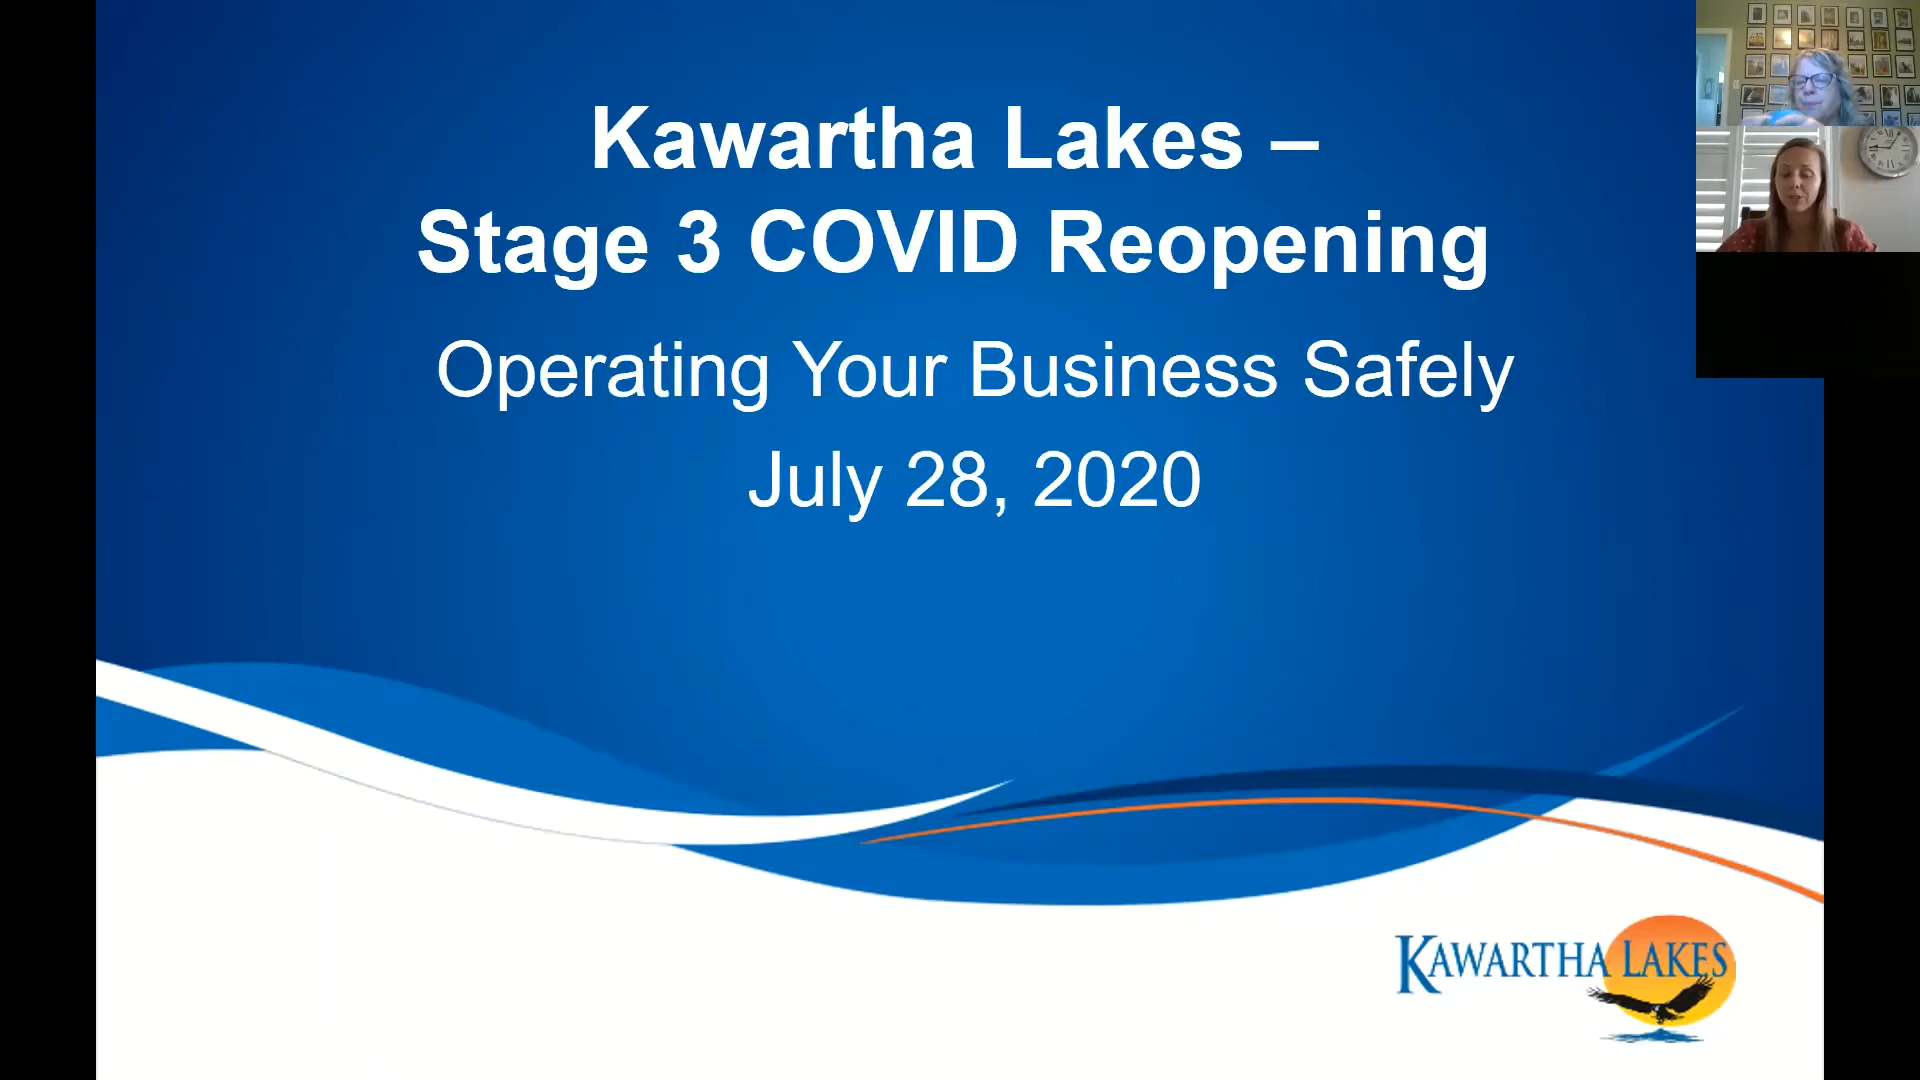 Kawartha Lakes –
Stage 3 COVID Reopening
Operating Your Business Safely
July 28, 2020
KAWARTHA LAKES